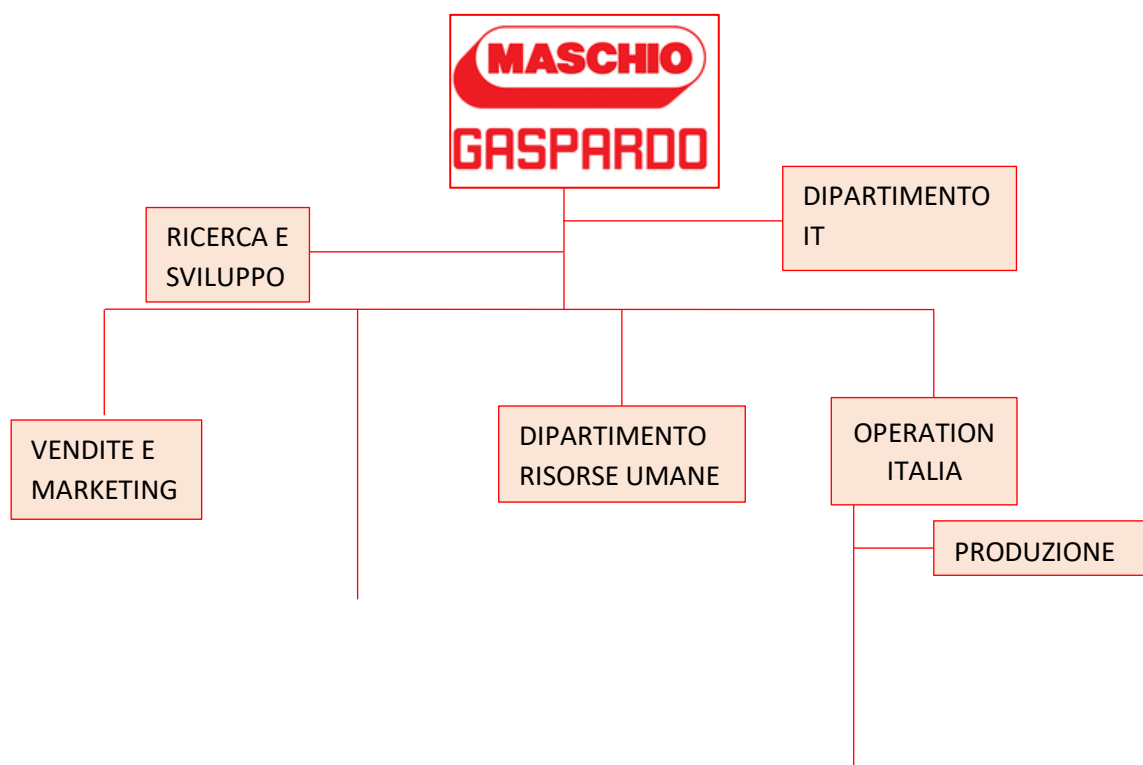 MASCHIO
GASPARDO
DIPARTIMENTO
IT
RICERCA E
SVILUPPO
VENDITE E
MARKETING
DIPARTIMENTO
RISORSE UMANE
OPERATION
ITALIA
PRODUZIONE